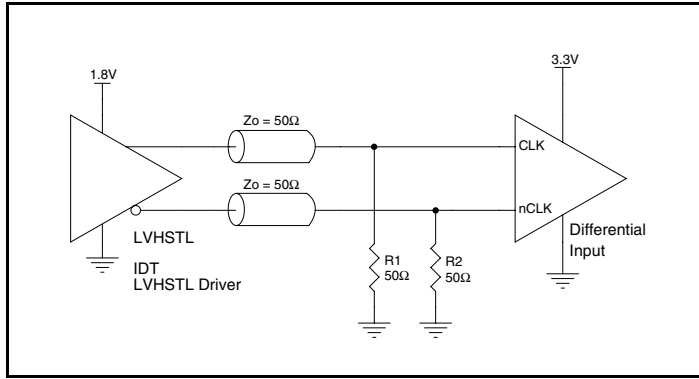 1.8V
3.3V
Zo = 50Ω
CLK
Zo = 50Ω
nCLK
LVHSTL
IDT
LVHSTL Driver
R1
50Ω
R2
50Ω
Differential
Input